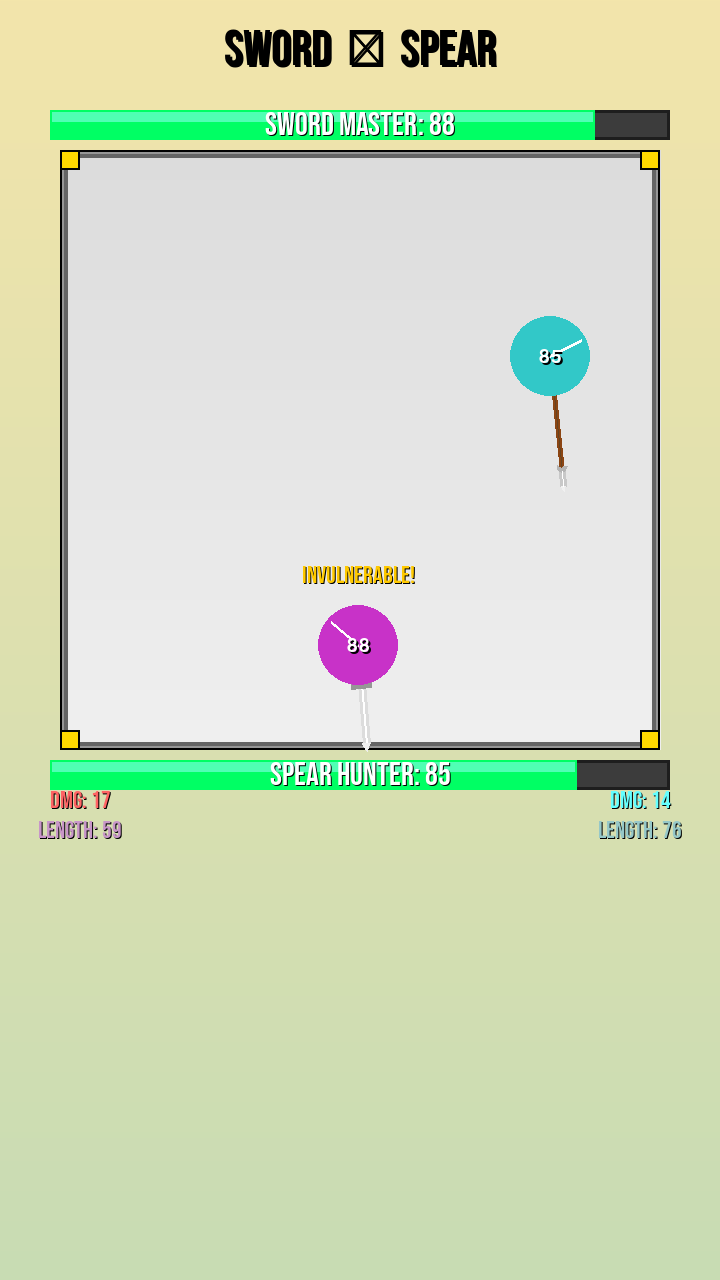 SWORD ☒ SPEAR
SWORD MASTER: 88
85
INVULNERABLE!
88
SPEAR HUNTER: 85
DMG: 17
DMG: 14
LENGTH: 59
LENGTH: 76